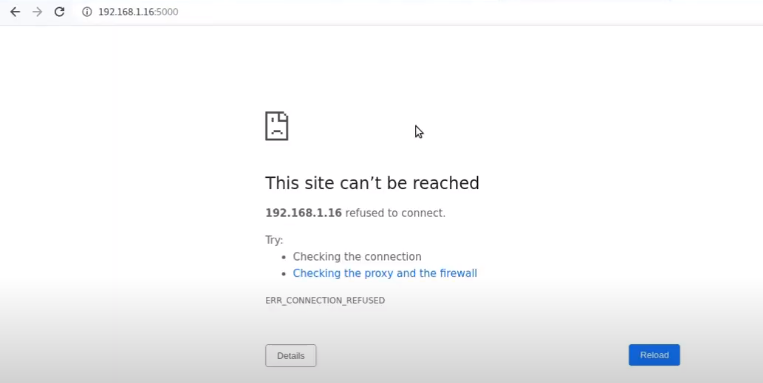 192.168.1.16:5000
This site can’t be reached
192.168.1.16 refused to connect.
Try:
• Checking the connection
• Checking the proxy and the firewall
ERR_CONNECTION_REFUSED
Details
Reload